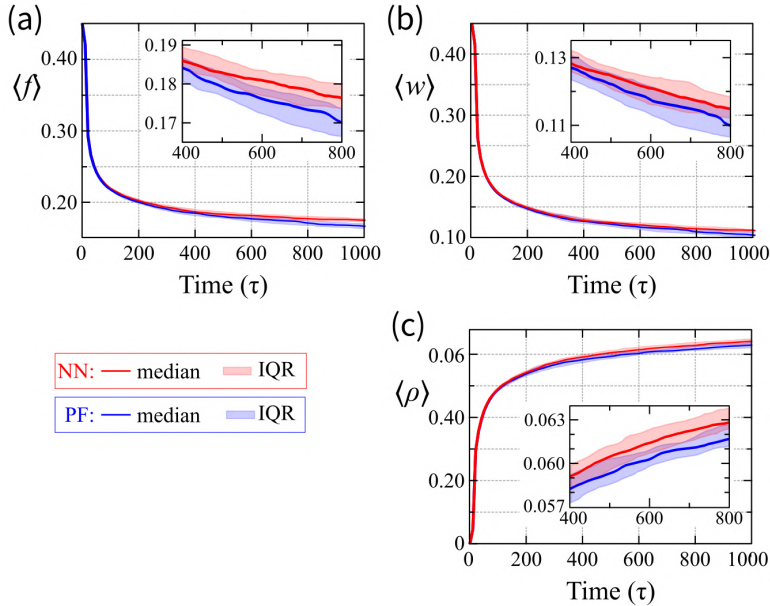 (a)
0.40
0.30
0.20
⟨f⟩
0.19
0.18
0.17
400 600 800
0 200 400 600 800 1000
Time (τ)
(b)
0.40
0.30
0.20
0.10
⟨w⟩
0.13
0.11
400 600 800
0 200 400 600 800 1000
Time (τ)
NN: median IQR
PF: median IQR
(c)
0.06
0.40
0.20
0
⟨ρ⟩
0.063
0.060
0.057
400 600 800
0 200 400 600 800 1000
Time (τ)